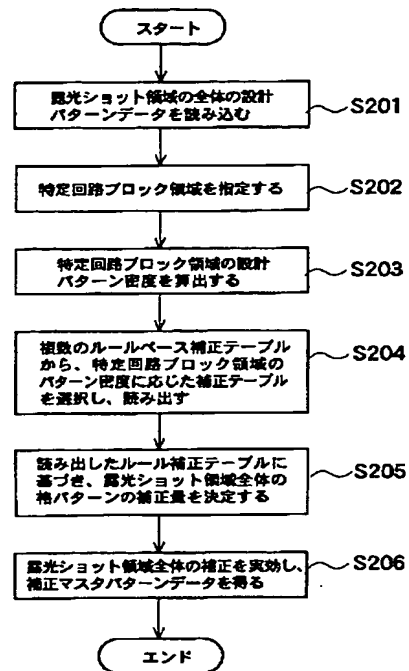 スタート
露光ショット領域の全体の設計
パターンデータを読み込む
S201
特定回路ブロック領域を指定する
S202
特定回路ブロック領域の設計
パターン密度を算出する
S203
複数のルールベース補正テーブル
から、特定回路ブロック領域の
パターン密度に応じた補正テーブル
を選択し、読み出す
S204
読み出したルール補正テーブルに
基づき、露光ショット領域全体の
格パターンの補正量を決定する
S205
露光ショット領域全体の補正を実効し、
補正マスタパターンデータを得る
S206
エンド